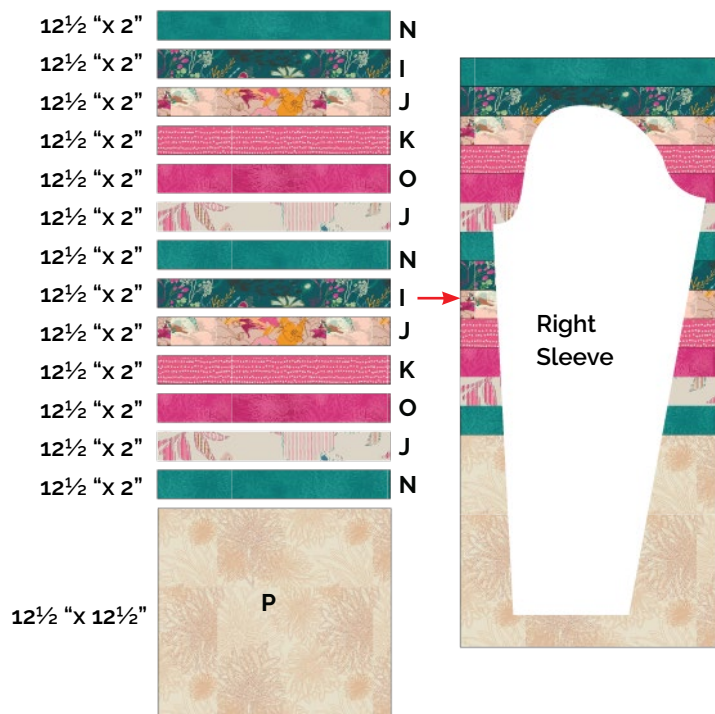 12½ “x 2” N
12½ “x 2” I
12½ “x 2” J
12½ “x 2” K
12½ “x 2” O
12½ “x 2” J
12½ “x 2” N
12½ “x 2” I
12½ “x 2” J
12½ “x 2” K
12½ “x 2” O
12½ “x 2” J
12½ “x 2” N
12½ “x 12½” P
Right
Sleeve